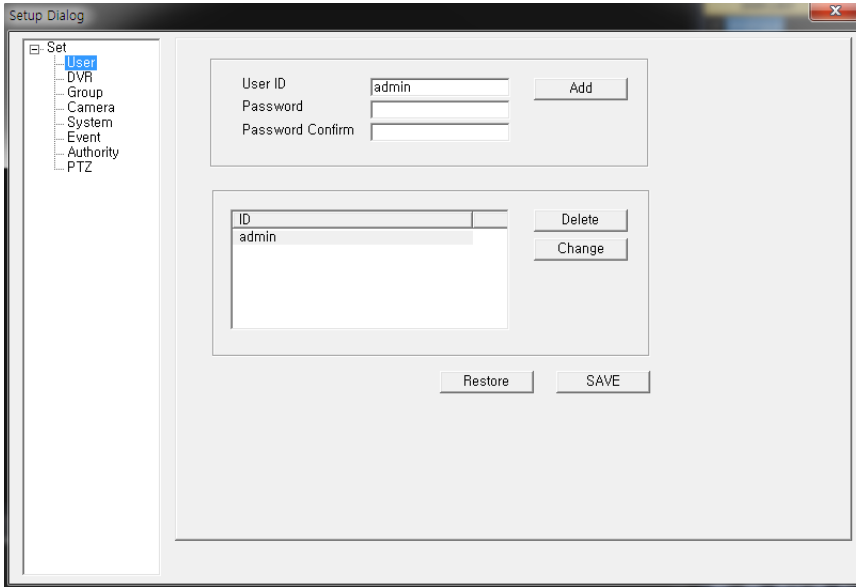 Setup Dialog
Set
User
DVR
Group
Camera
System
Event
Authority
PTZ
User ID
admin
Add
Password
Password Confirm
ID
admin
Delete
Change
Restore
SAVE